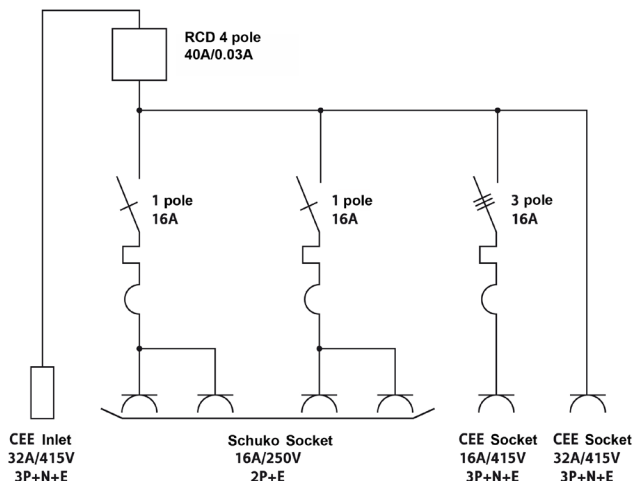 RCD 4 pole
40A/0.03A
1 pole
16A
1 pole
16A
3 pole
16A
CEE Inlet
32A/415V
3P+N+E
Schuko Socket
16A/250V
2P+E
CEE Socket
16A/415V
3P+N+E
CEE Socket
32A/415V
3P+N+E